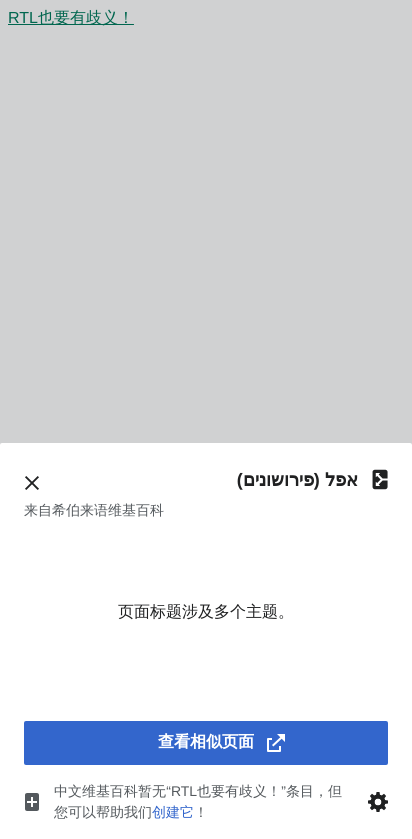 RTL也要有歧义！
אפל (פירושונים)
来自希伯来语维基百科
页面标题涉及多个主题。
查看相似页面
中文维基百科暂无“RTL也要有歧义！”条目，但
您可以帮助我们创建它！